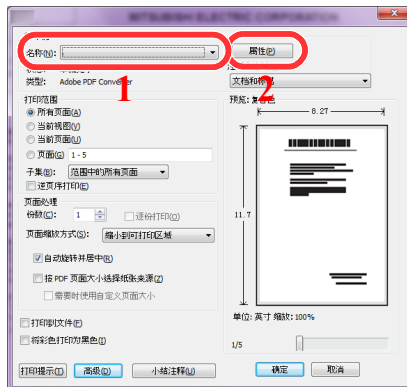 MITSUBISHI ELECTRIC CORPORATION
名称(N):
属性(P)
类型: Adobe PDF Converter
文档和标记
1
2
打印范围
所有页面(A)
当前视图(V)
当前页面(U)
页面(G) 1 - 5
子集(B): 范围中的所有页面
逆页序打印(E)
页面处理
份数(C): 1
逐份打印(O)
页面缩放方式(S): 缩小到可打印区域
自动旋转并居中(R)
按 PDF 页面大小选择纸张来源(Z)
需要时使用自定义页面大小
打印到文件(F)
将彩色打印为黑色(I)
打印提示(T)
高级(D)
小结注释(U)
预览: 复合色
8.27
11.7
单位: 英寸 缩放: 100%
1/5
确定
取消